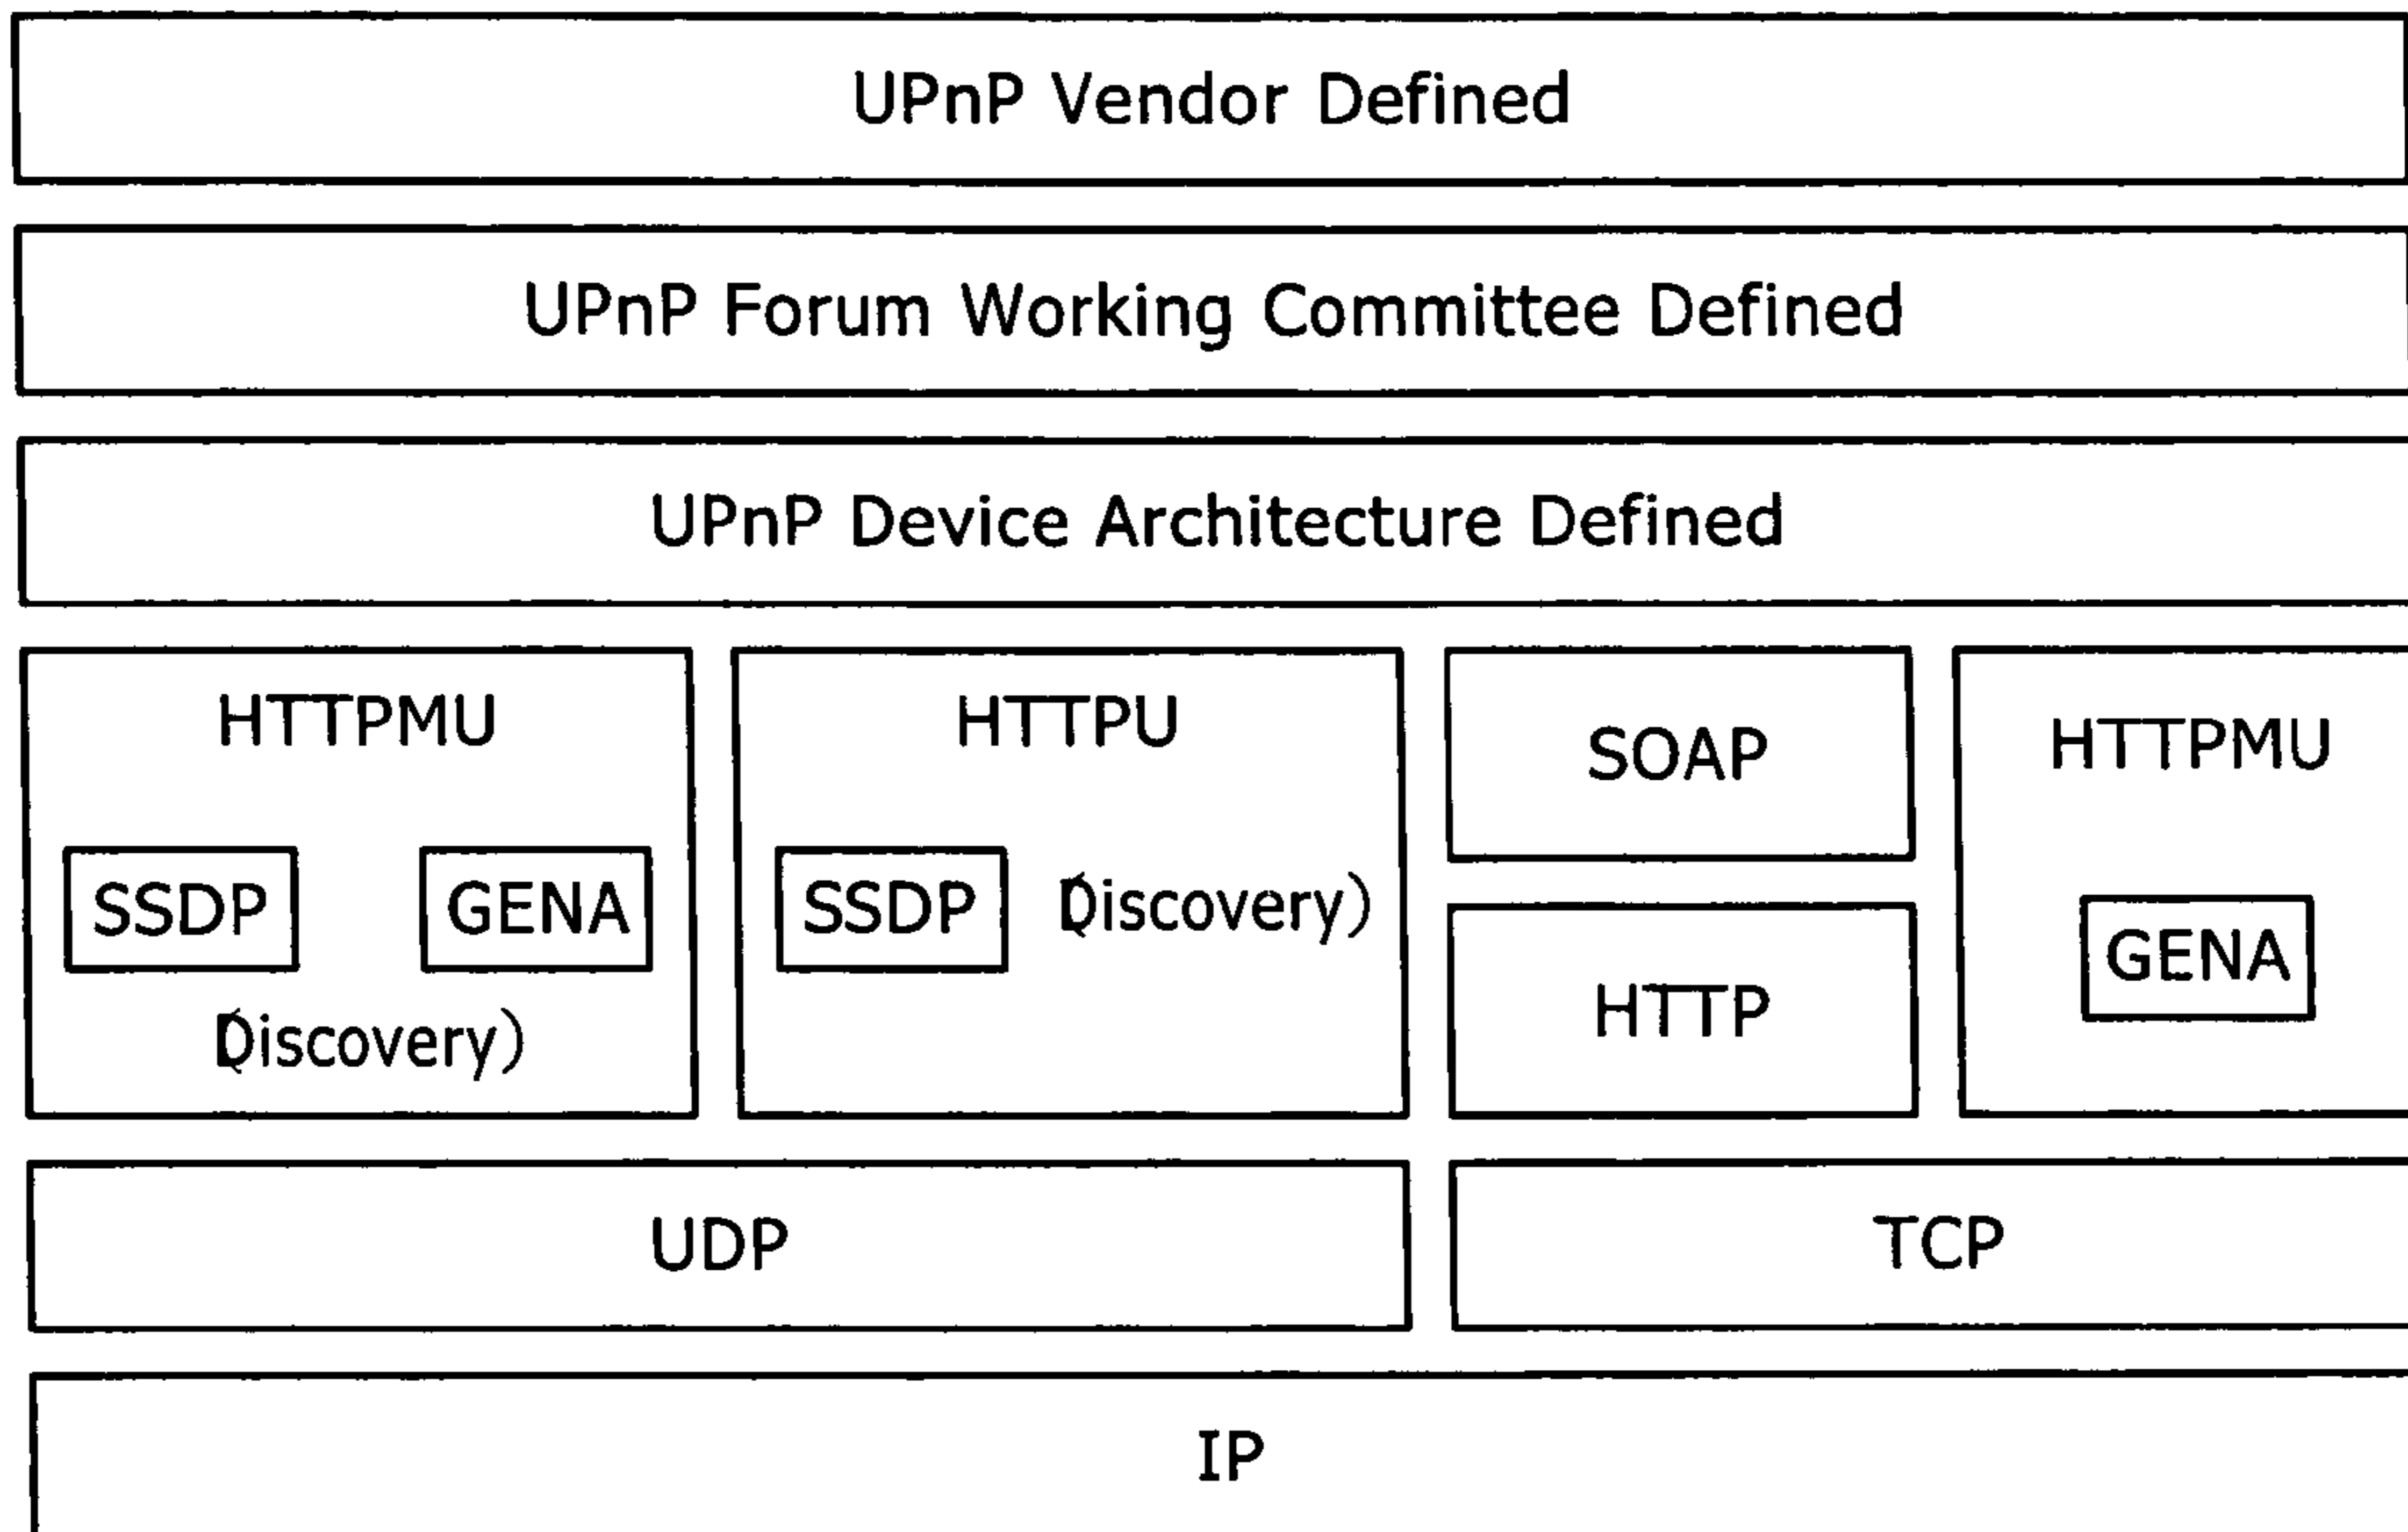 UPnP Vendor Defined
UPnP Forum Working Committee Defined
UPnP Device Architecture Defined
HTTPMU
SSDP
GENA
(Discovery)
HTTPU
SSDP
(Discovery)
SOAP
HTTP
HTTPMU
GENA
UDP
TCP
IP